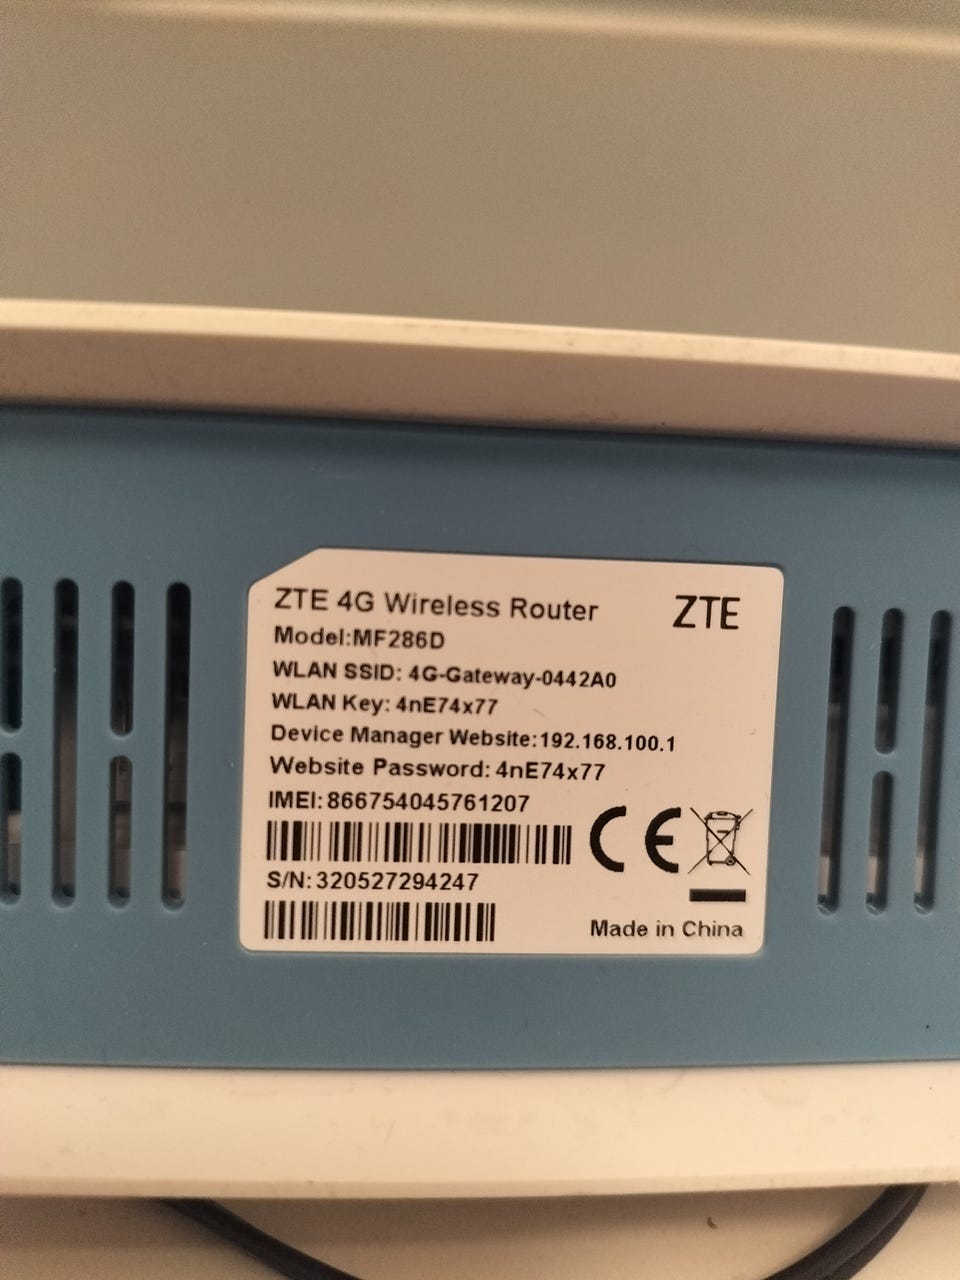 ZTE 4G Wireless Router
ZTE
Model:MF286D
WLAN SSID: 4G-Gateway-0442A0
WLAN Key: 4nE74x77
Device Manager Website:192.168.100.1
Website Password: 4nE74x77
IMEI: 866754045761207
CE
S/N: 320527294247
Made in China